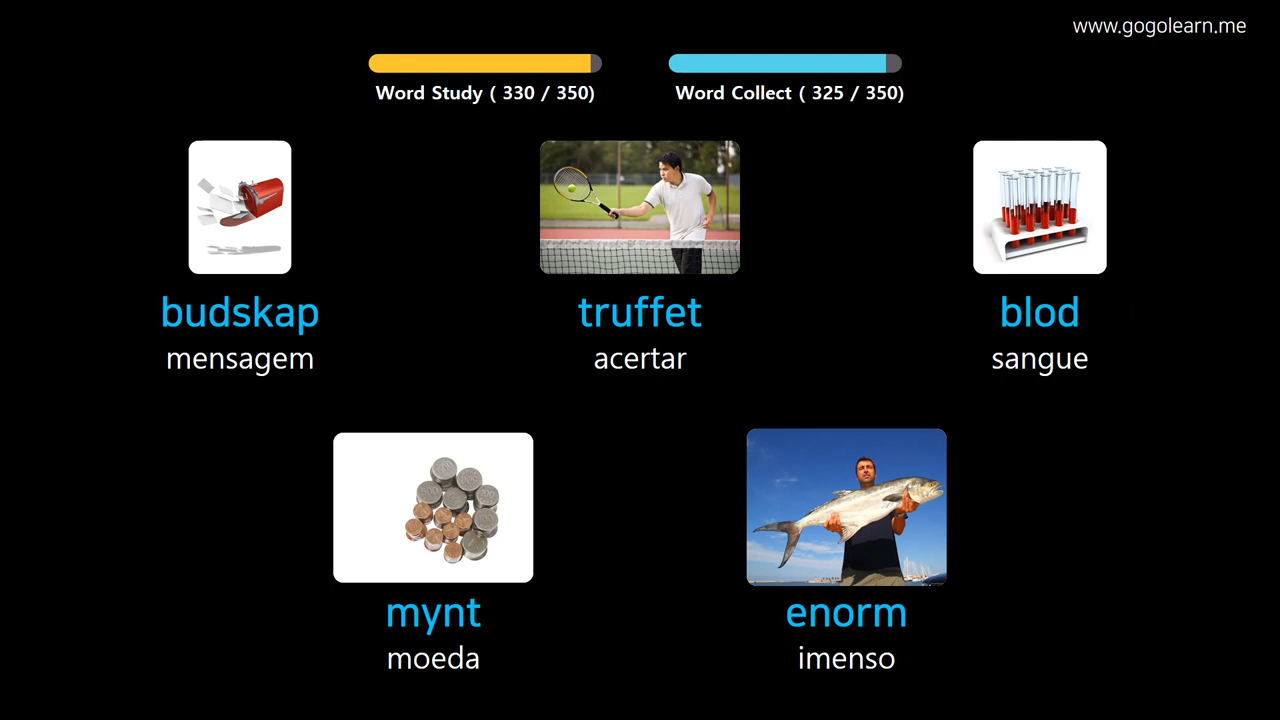 www.gogolearn.me
Word Study ( 330 / 350)
Word Collect ( 325 / 350)
budskap
mensagem
truffet
acertar
blod
sangue
mynt
moeda
enorm
imenso